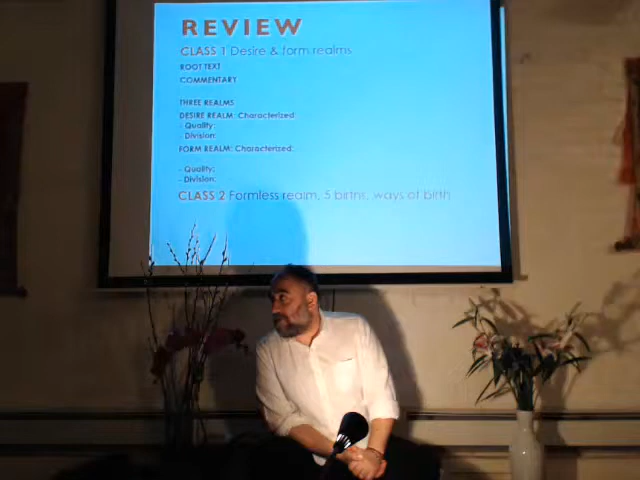 REVIEW
CLASS 1 Desire & form realms
ROOT TEXT
COMMENTARY
THREE REALMS
DESIRE REALM: Characterized:
- Quality:
- Division:
FORM REALM: Characterized:
- Quality:
- Division:
CLASS 2 Formless realm, 5 births, ways of birth